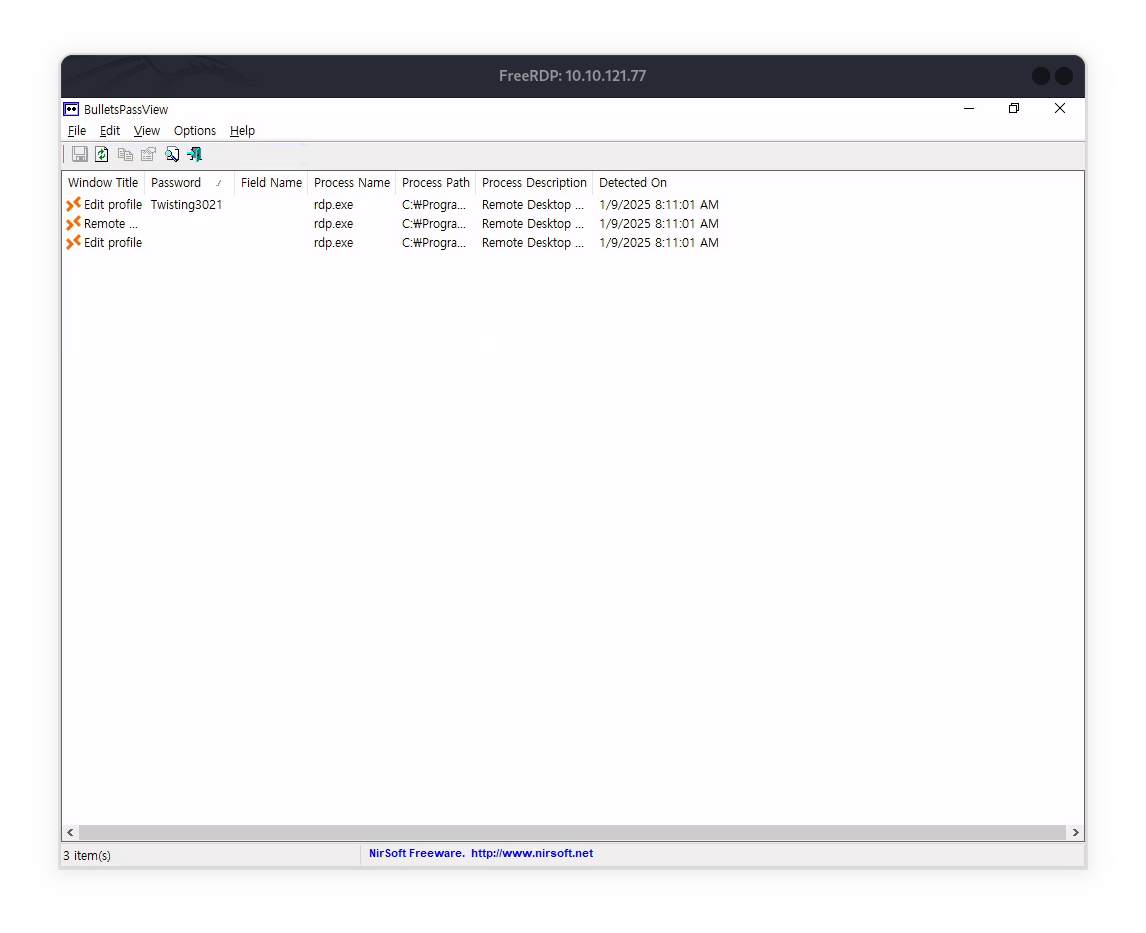 FreeRDP: 10.10.121.77
BulletsPassView
File Edit View Options Help
Window Title Password Field Name Process Name Process Path Process Description Detected On
Edit profile Twisting3021 rdp.exe C:₩Progra... Remote Desktop ... 1/9/2025 8:11:01 AM
Remote ... rdp.exe C:₩Progra... Remote Desktop ... 1/9/2025 8:11:01 AM
Edit profile rdp.exe C:₩Progra... Remote Desktop ... 1/9/2025 8:11:01 AM
3 item(s) NirSoft Freeware. http://www.nirsoft.net